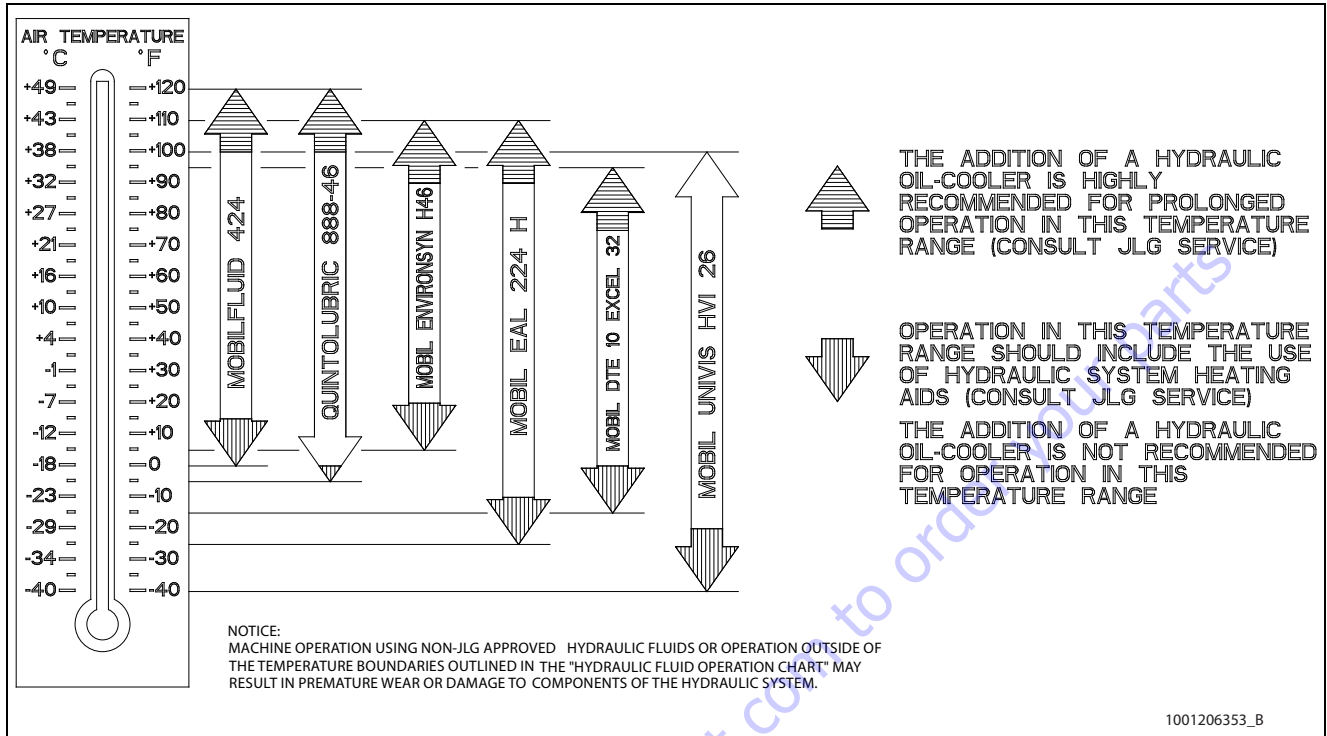 AIR TEMPERATURE
°C °F
+49 +120
+43 +110
+38 +100
+32 +90
+27 +80
+21 +70
+16 +60
+10 +50
+4 +40
-1 +30
-7 +20
-12 +10
-18 0
-23 -10
-29 -20
-34 -30
-40 -40
MOBILFLUID 424
QUINTOLUBRIC 888-46
MOBIL ENVIRONSYN H46
MOBIL EAL 224 H
MOBIL DTE 10 EXCEL 32
MOBIL UNIVIS HVI 26
THE ADDITION OF A HYDRAULIC
OIL-COOLER IS HIGHLY
RECOMMENDED FOR PROLONGED
OPERATION IN THIS TEMPERATURE
RANGE (CONSULT JLG SERVICE)
OPERATION IN THIS TEMPERATURE
RANGE SHOULD INCLUDE THE USE
OF HYDRAULIC SYSTEM HEATING
AIDS (CONSULT JLG SERVICE)
THE ADDITION OF A HYDRAULIC
OIL-COOLER IS NOT RECOMMENDED
FOR OPERATION IN THIS
TEMPERATURE RANGE
NOTICE:
MACHINE OPERATION USING NON-JLG APPROVED HYDRAULIC FLUIDS OR OPERATION OUTSIDE OF
THE TEMPERATURE BOUNDARIES OUTLINED IN THE "HYDRAULIC FLUID OPERATION CHART" MAY
RESULT IN PREMATURE WEAR OR DAMAGE TO COMPONENTS OF THE HYDRAULIC SYSTEM.
1001206353_B
com to order your parts